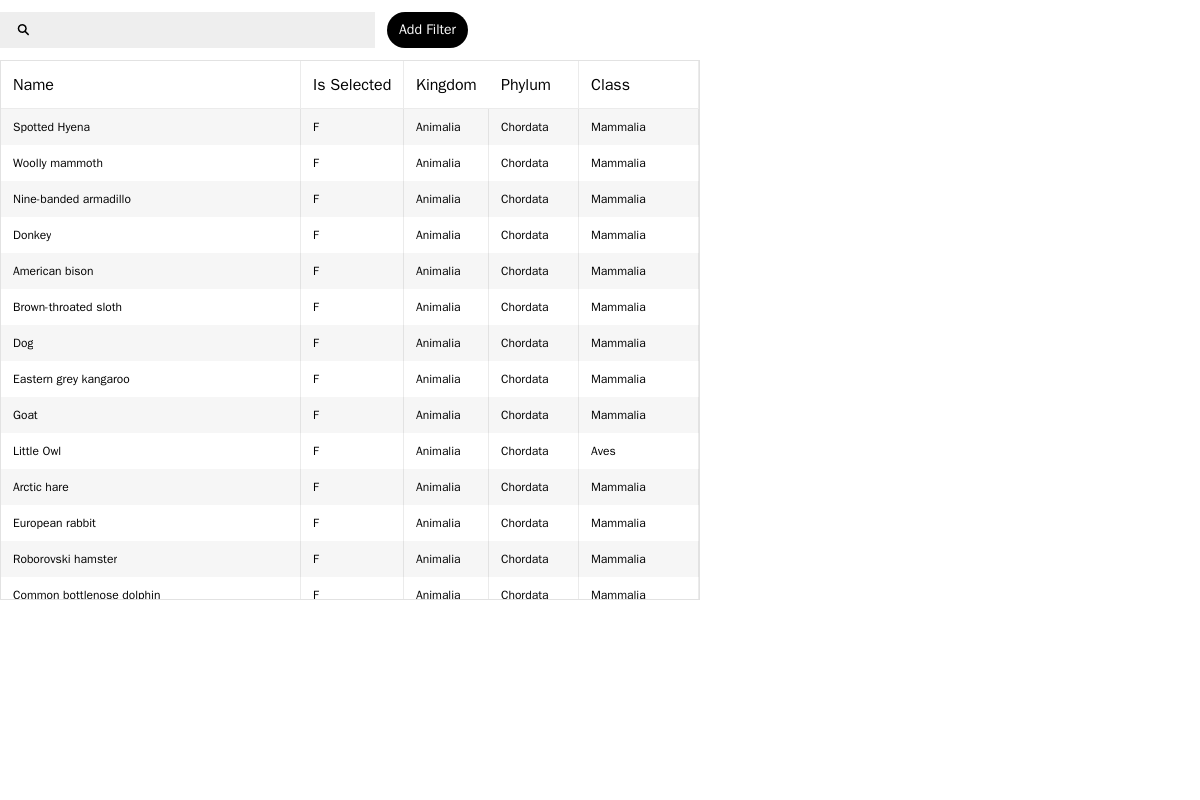 Add Filter
Name Is Selected Kingdom Phylum Class
Spotted Hyena F Animalia Chordata Mammalia
Woolly mammoth F Animalia Chordata Mammalia
Nine-banded armadillo F Animalia Chordata Mammalia
Donkey F Animalia Chordata Mammalia
American bison F Animalia Chordata Mammalia
Brown-throated sloth F Animalia Chordata Mammalia
Dog F Animalia Chordata Mammalia
Eastern grey kangaroo F Animalia Chordata Mammalia
Goat F Animalia Chordata Mammalia
Little Owl F Animalia Chordata Aves
Arctic hare F Animalia Chordata Mammalia
European rabbit F Animalia Chordata Mammalia
Roborovski hamster F Animalia Chordata Mammalia
Common bottlenose dolphin F Animalia Chordata Mammalia